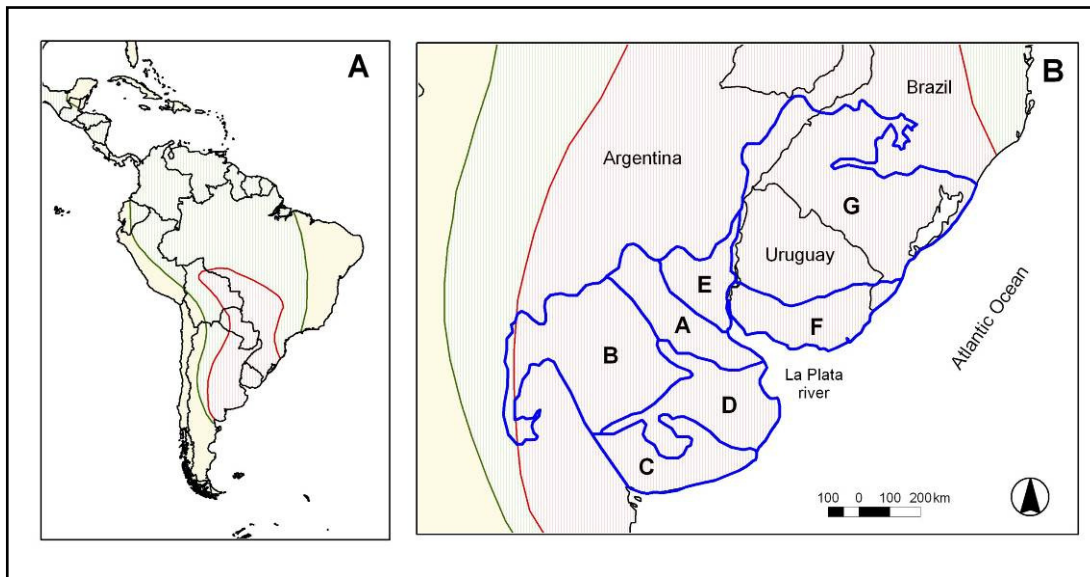 A
B
Brazil
Argentina
G
Uruguay
E
A
F
B
La Plata
river
D
C
Atlantic Ocean
100 0 100 200 km